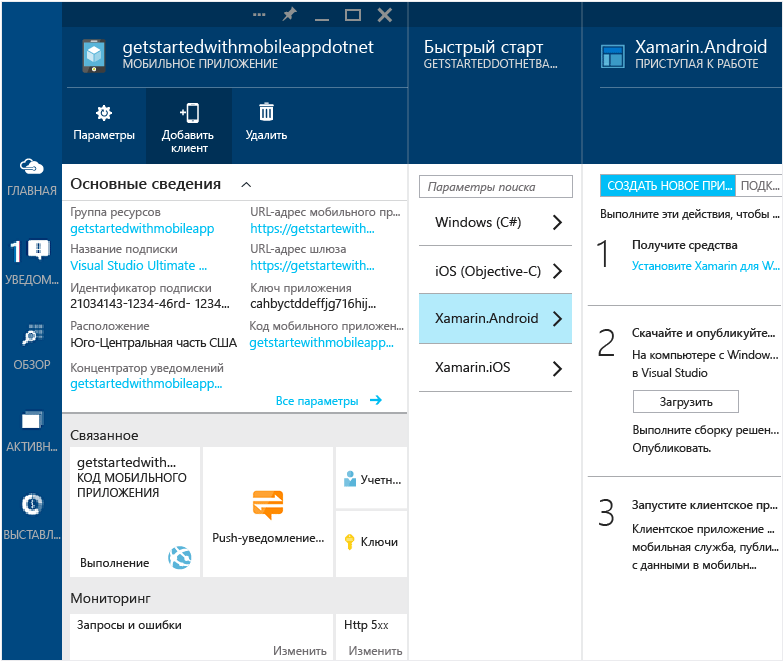 ГЛАВНАЯ
1
УВЕДОМ...
ОБЗОР
АКТИВН...
ВЫСТАВЛ...
getstartedwithmobileappdotnet
МОБИЛЬНОЕ ПРИЛОЖЕНИЕ
Параметры
Добавить
клиент
Удалить
Основные сведения
Группа ресурсов
getstartedwithmobileapp
Название подписки
Visual Studio Ultimate ...
Идентификатор подписки
21034143-1234-46rd- 1234...
Расположение
Юго-Центральная часть США
Концентратор уведомлений
getstartedwithmobileapp...
URL-адрес мобильного пр...
https://getstartewith...
URL-адрес шлюза
https://getstartewith...
Ключ приложения
cahbyctddeffjg716hij...
Код мобильного приложен...
getstartewithmobileapp...
Все параметры
Связанное
getstartedwith...
КОД МОБИЛЬНОГО
ПРИЛОЖЕНИЯ
Выполнение
Push-уведомление...
Учетн...
Ключи
Мониторинг
Запросы и ошибки
Изменить
Http 5xx
Изменить
Быстрый старт
GETSTARTEDDOTNETBA...
Параметры поиска
Windows (C#)
iOS (Objective-C)
Xamarin.Android
Xamarin.iOS
Xamarin.Android
ПРИСТУПАЯ К РАБОТЕ
СОЗДАТЬ НОВОЕ ПРИ...
ПОДК...
Выполните эти действия, чтобы ...
1
Получите средства
Установите Xamarin для W...
2
Скачайте и опубликуйте...
На компьютере с Window...
в Visual Studio
Загрузить
Выполните сборку решен...
Опубликовать.
3
Запустите клиентское пр...
Клиентское приложение ...
мобильная служба, публи...
с данными в мобильн...